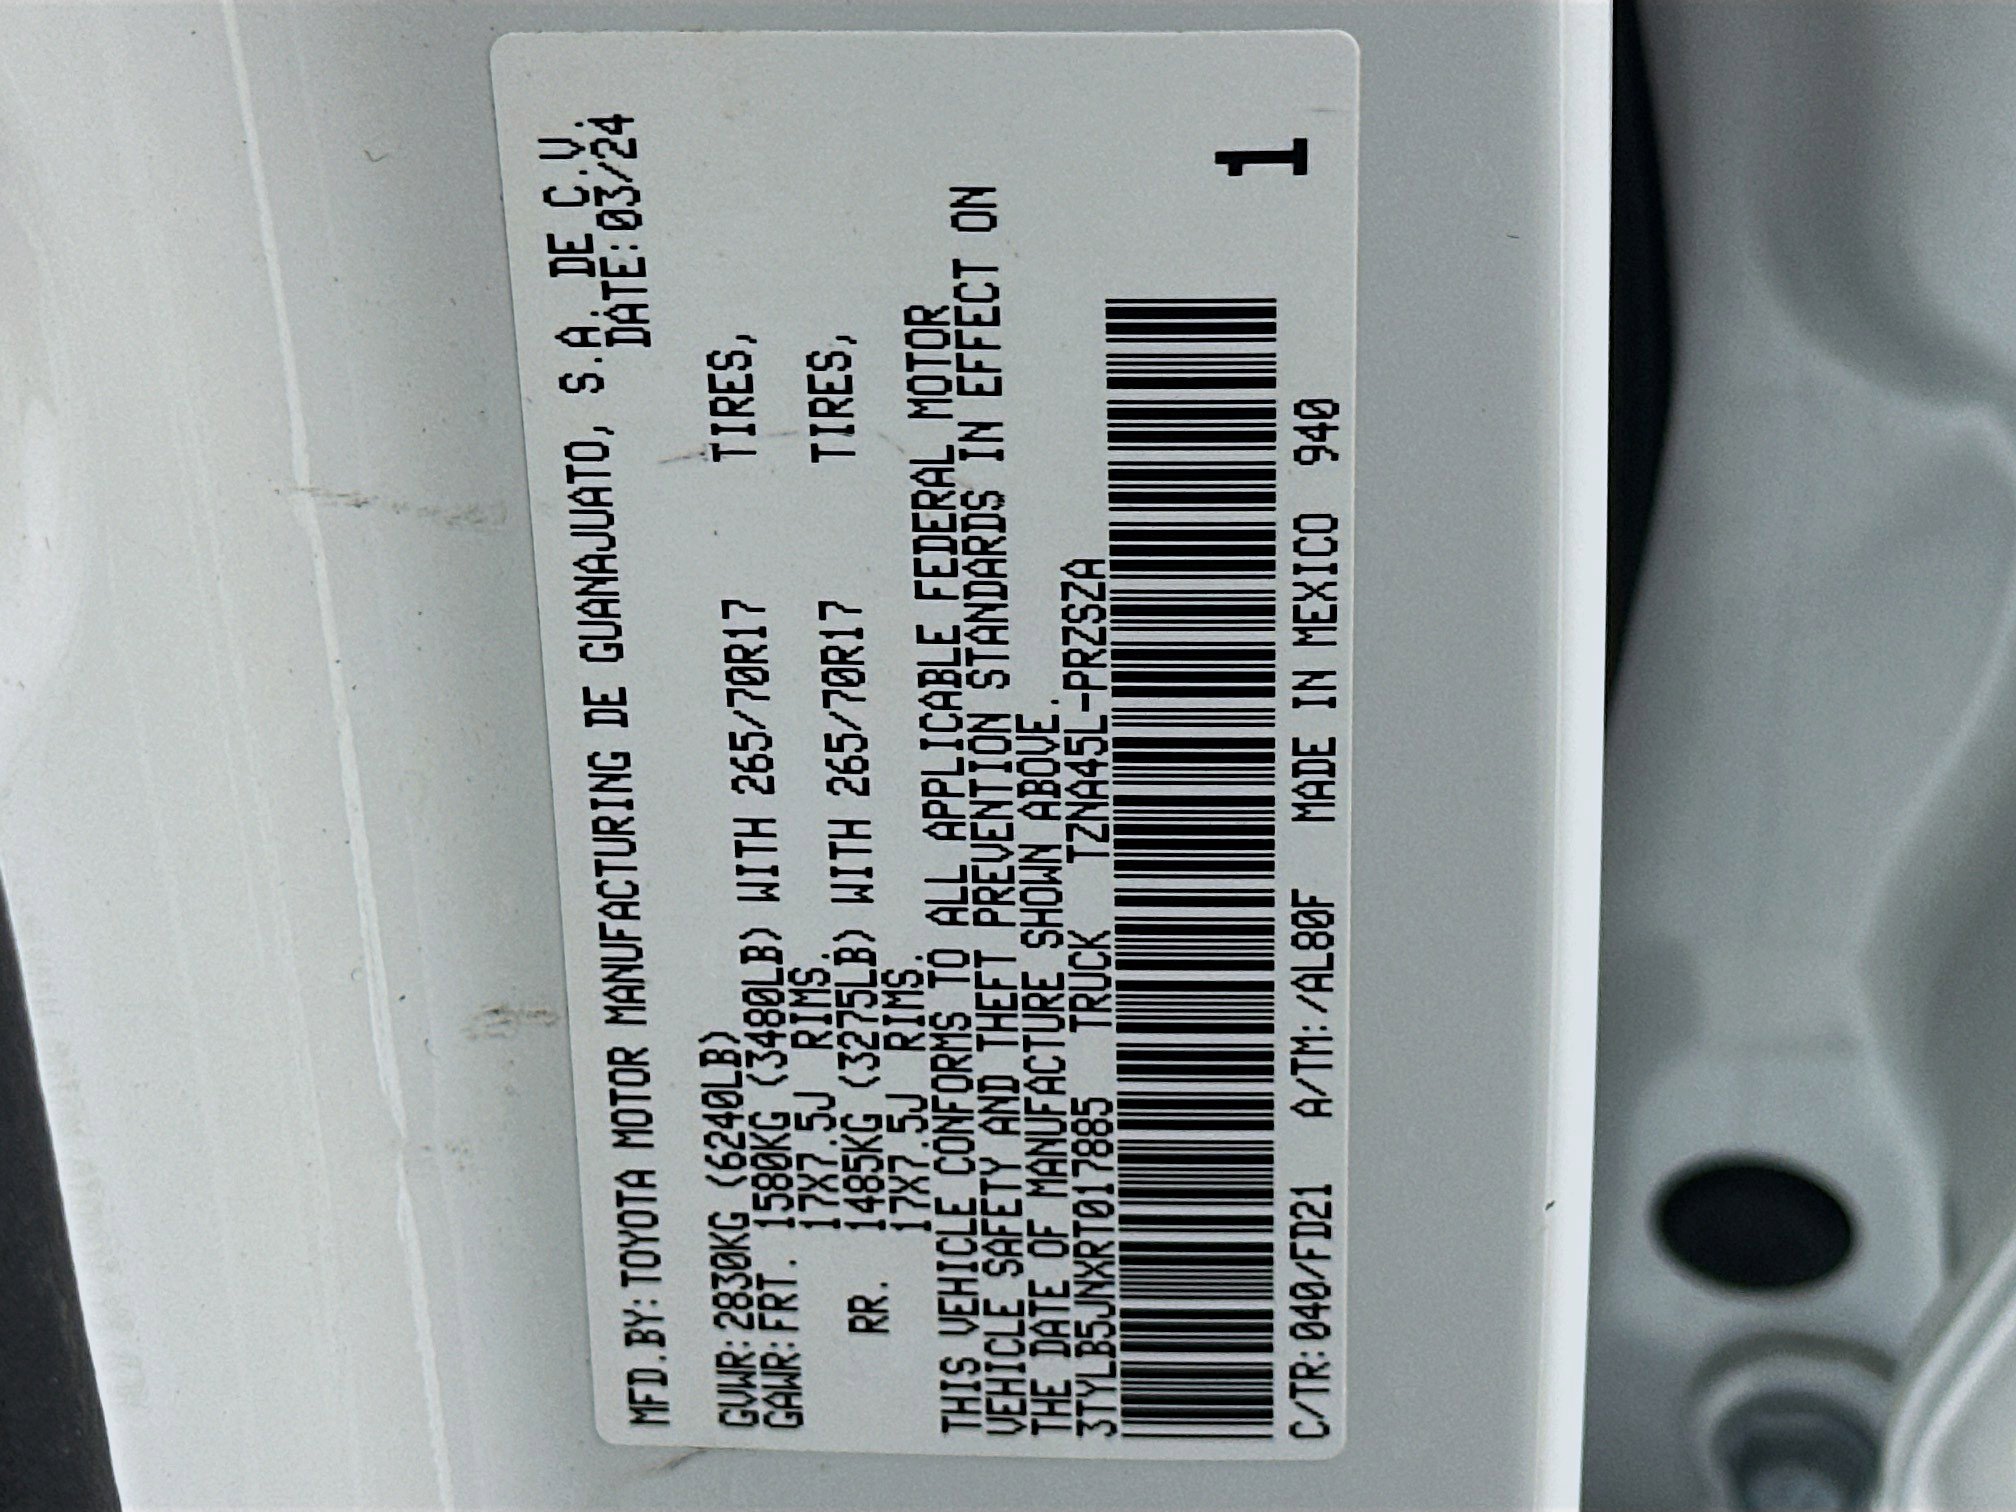 MFD.BY:TOYOTA MOTOR MANUFACTURING DE GUANAJUATO, S.A. DE C.V.
DATE:03/24
GVWR:2830KG (6240LB)
GAWR:FRT. 1580KG (3480LB) WITH 265/70R17 TIRES,
17X7.5J RIMS.
RR. 1485KG (3275LB) WITH 265/70R17 TIRES,
17X7.5J RIMS.
THIS VEHICLE CONFORMS TO ALL APPLICABLE FEDERAL MOTOR
VEHICLE SAFETY AND THEFT PREVENTION STANDARDS IN EFFECT ON
THE DATE OF MANUFACTURE SHOWN ABOVE.
3TYLB5JNXRT017885 TRUCK TZNA45L-PRZSZA
C/TR:040/FD21 A/TM:/AL80F MADE IN MEXICO 940
1